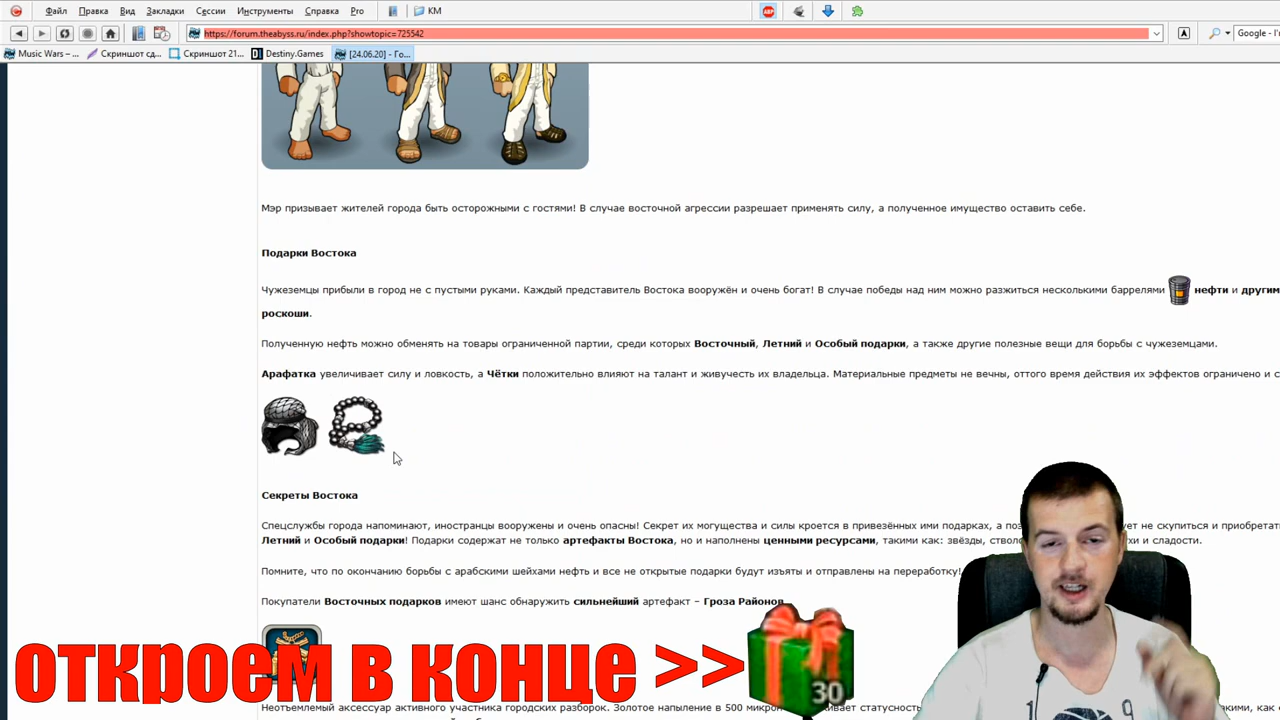 Файл Правка Вид Закладки Сессии Инструменты Справка Pro КМ
https://forum.theabyss.ru/index.php?showtopic=725542 Google - I'm
Music Wars – ... Скриншот сд... Скриншот 21... Destiny.Games [24.06.20] - Го...
Мэр призывает жителей города быть осторожными с гостями! В случае восточной агрессии разрешает применять силу, а полученное имущество оставить себе.
Подарки Востока
Чужеземцы прибыли в город не с пустыми руками. Каждый представитель Востока вооружён и очень богат! В случае победы над ним можно разжиться несколькими баррелями нефти и другим
роскоши.
Полученную нефть можно обменять на товары ограниченной партии, среди которых Восточный, Летний и Особый подарки, а также другие полезные вещи для борьбы с чужеземцами.
Арафатка увеличивает силу и ловкость, а Чётки положительно влияют на талант и живучесть их владельца. Материальные предметы не вечны, оттого время действия их эффектов ограничено и с
Секреты Востока
Спецслужбы города напоминают, иностранцы вооружены и очень опасны! Секрет их могущества и силы кроется в привезённых ими подарках, а не скупиться и приобретат
Летний и Особый подарки! Подарки содержат не только артефакты Востока, но и наполнены ценными ресурсами, такими как: звёзды, и сладости.
Помните, что по окончанию борьбы с арабскими шейхами нефть и все не открытые подарки будут изъяты и отправлены на переработку!
Покупатели Восточных подарков имеют шанс обнаружить сильнейший артефакт – Гроза Районов
откроем в конце >> 30
Неотъемлемый аксессуар активного участника городских разборок. Золотое напыление в 500 микрон статусность
19